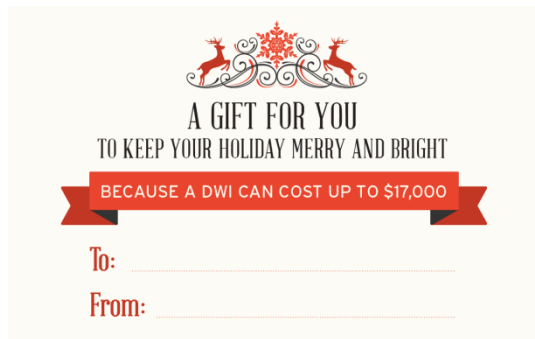 A GIFT FOR YOU
TO KEEP YOUR HOLIDAY MERRY AND BRIGHT
BECAUSE A DWI CAN COST UP TO $17,000
To:
From: